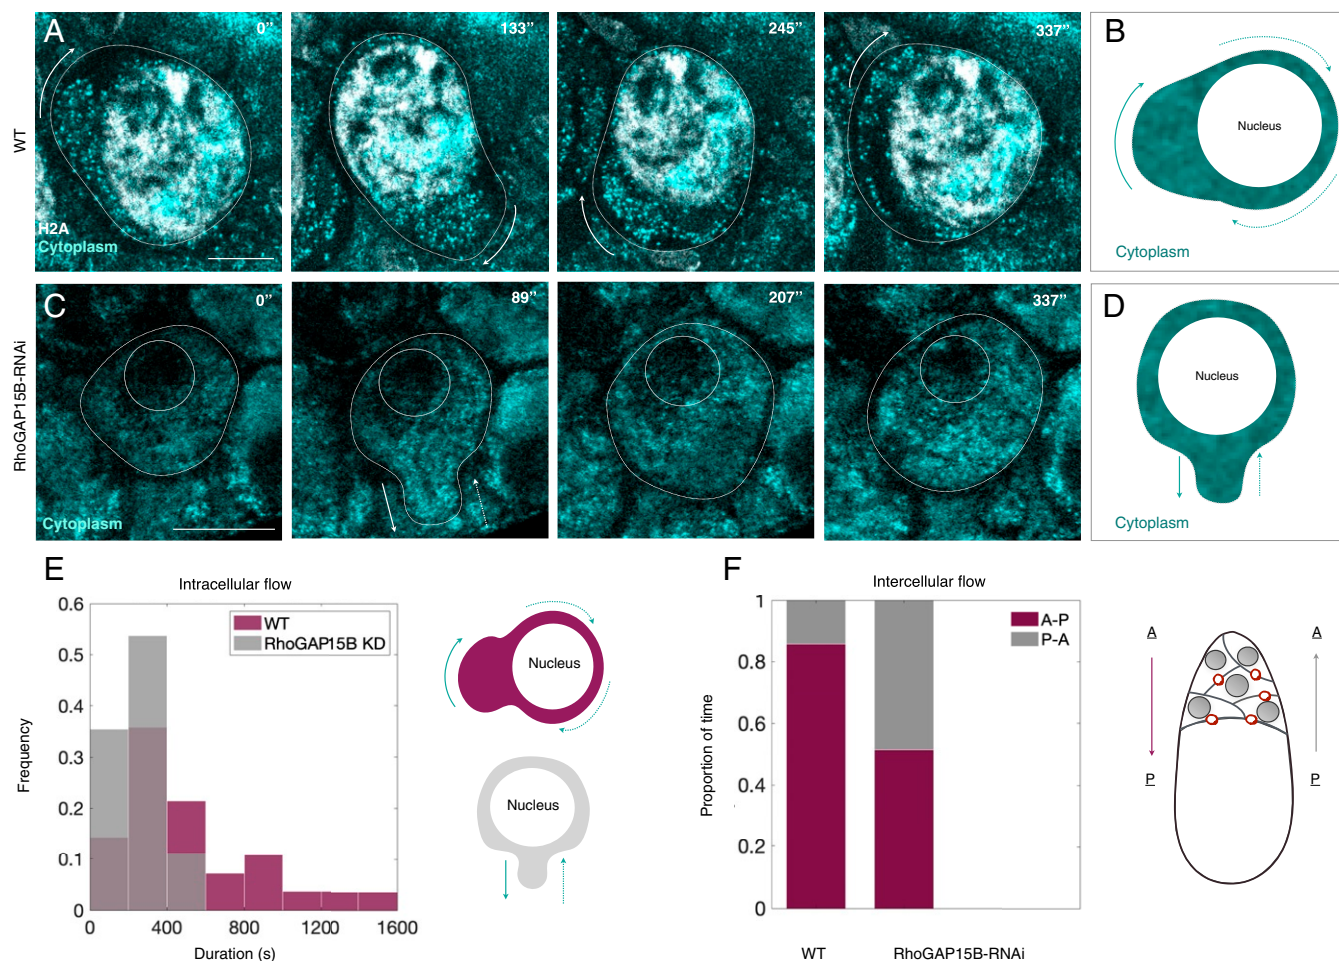 A
0”
133”
245”
337”
B
WT
H2A
Cytoplasm
Nucleus
Cytoplasm
C
0”
89”
207”
337”
D
RhoGAP15B-RNAi
Cytoplasm
Nucleus
Cytoplasm
E
Intracellular flow
0.6
0.5
0.4
0.3
0.2
0.1
0
Frequency
WT
RhoGAP15B KD
0 400 800 1200 1600
Duration (s)
Nucleus
Nucleus
F
Intercellular flow
1
0.8
0.6
0.4
0.2
0
Proportion of time
A-P
P-A
WT RhoGAP15B-RNAi
A A
P P